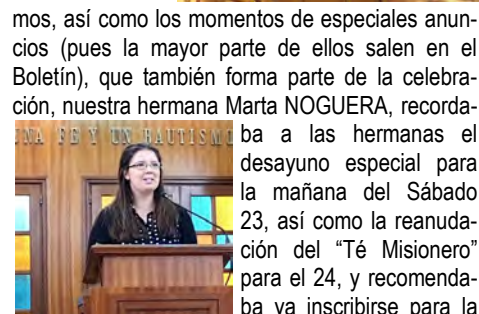 mos, así como los momentos de especiales anun-
cios (pues la mayor parte de ellos salen en el
Boletín), que también forma parte de la celebra-
ción, nuestra hermana Marta NOGUERA, recorda-
UNA FE Y UN BAUTISMO
ba a las hermanas el
desayuno especial para
la mañana del Sábado
23, así como la reanuda-
ción del “Té Misionero”
para el 24, y recomenda-
ba ya inscribirse para la